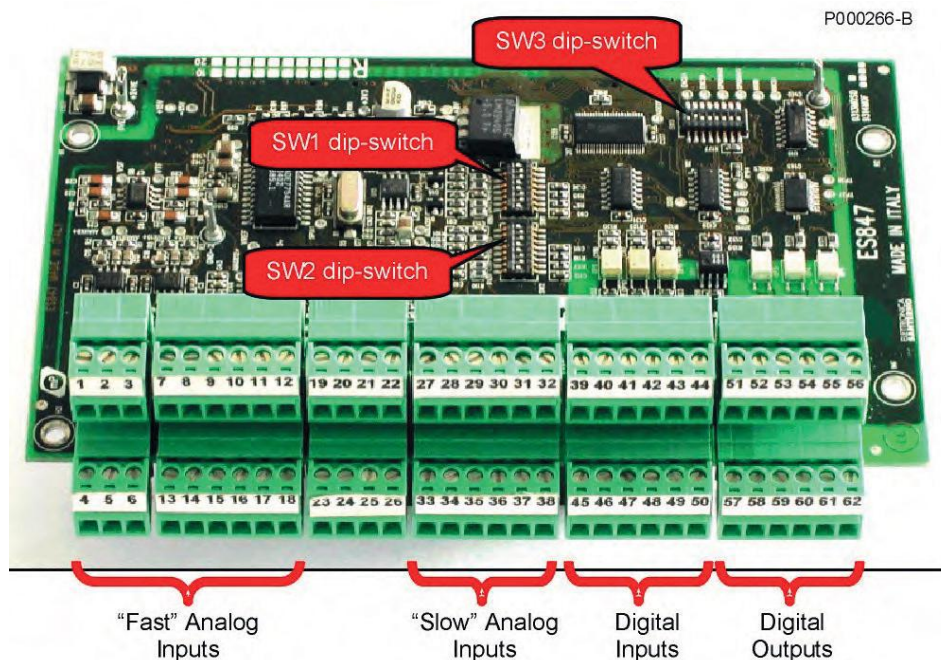 P000266-B
SW3 dip-switch
SW1 dip-switch
SW2 dip-switch
ES847
MADE IN ITALY
1 2 3
7 8 9 10 11 12
19 20 21 22
27 28 29 30 31 32
39 40 41 42 43 44
51 52 53 54 55 56
4 5 6
13 14 15 16 17 18
23 24 25 26
33 34 35 36 37 38
45 46 47 48 49 50
57 58 59 60 61 62
“Fast” Analog
Inputs
“Slow” Analog
Inputs
Digital
Inputs
Digital
Outputs